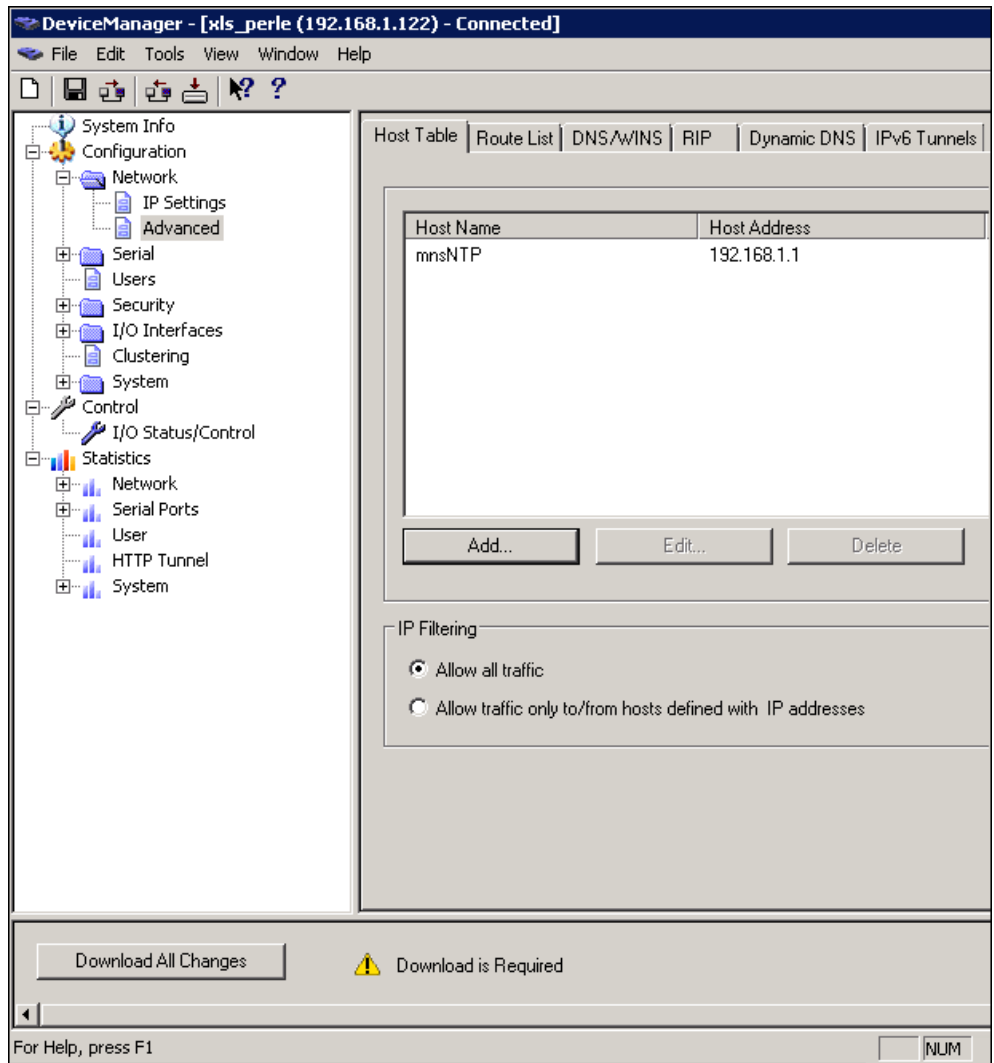 DeviceManager - [xls_perle (192.168.1.122) - Connected]
File Edit Tools View Window Help
System Info
Configuration
Network
IP Settings
Advanced
Serial
Users
Security
I/O Interfaces
Clustering
System
Control
I/O Status/Control
Statistics
Network
Serial Ports
User
HTTP Tunnel
System
Host Table Route List DNS/WINS RIP Dynamic DNS IPv6 Tunnels
Host Name Host Address
mnsNTP 192.168.1.1
Add... Edit... Delete
IP Filtering
Allow all traffic
Allow traffic only to/from hosts defined with IP addresses
Download All Changes Download is Required
For Help, press F1 NUM